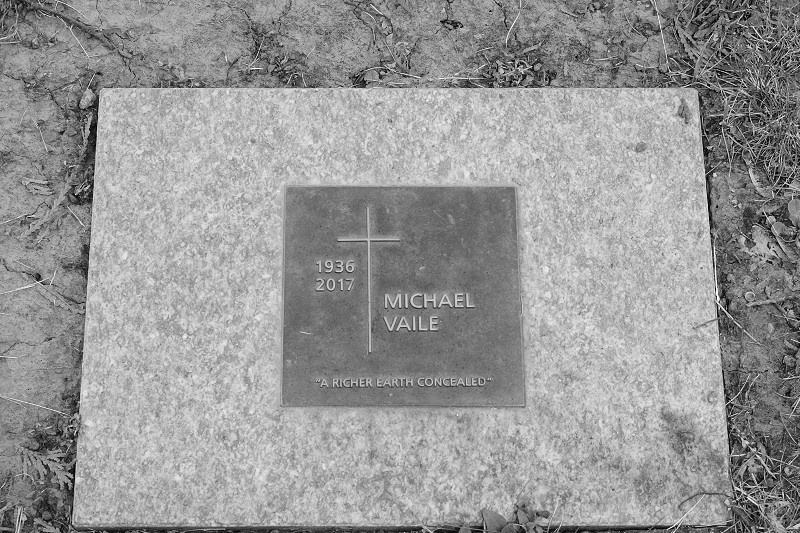 1936
2017
MICHAEL
VAILE
"A RICHER EARTH CONCEALED"